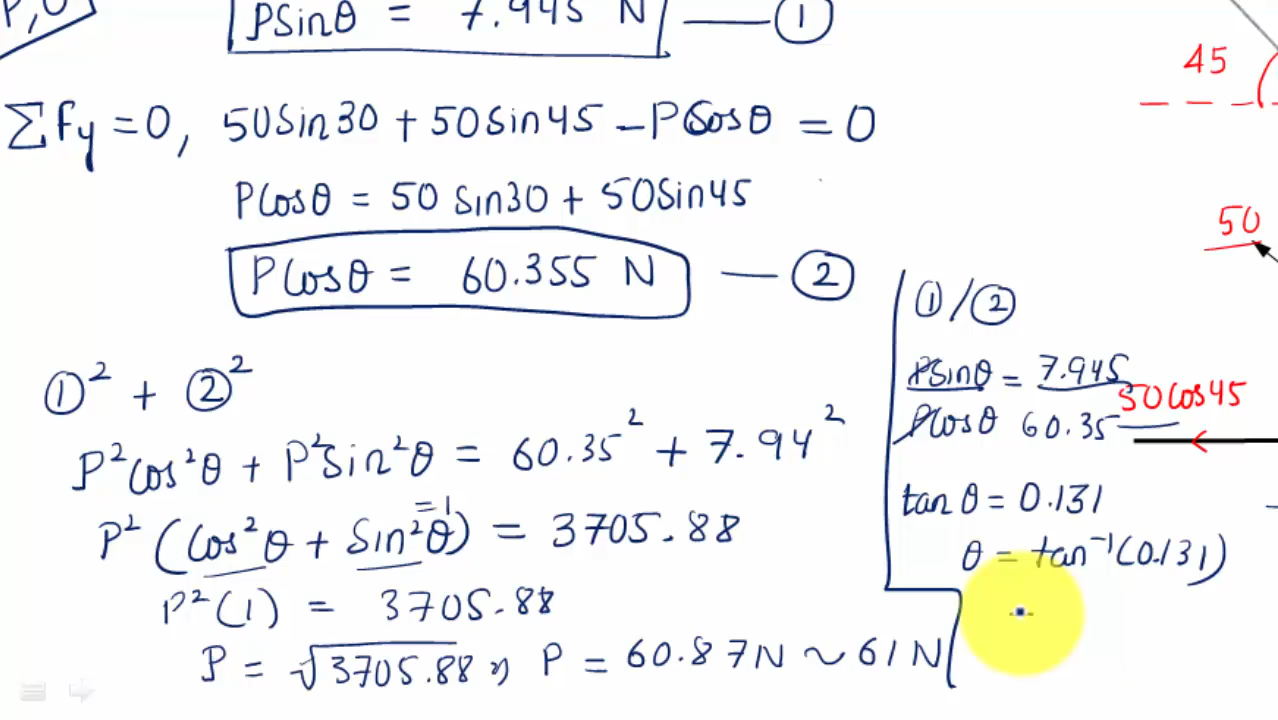 P,
Psinθ = 7.945 N —— ①
Σfy = 0, 50Sin30 + 50Sin45 – PCosθ = 0
PCosθ = 50 Sin30 + 50Sin45
PCosθ = 60.355 N —— ②
①² + ②²
P²Cos²θ + P²Sin²θ = 60.35² + 7.94²
P² (Cos²θ + Sin²θ) = 3705.88
=1
P²(1) = 3705.88
P = √3705.88 , P = 60.87N ~ 61 N
①/②
Psinθ = 7.945
Pcosθ 60.35
tan θ = 0.131
θ = tan⁻¹(0.131)
45
50
50cos45